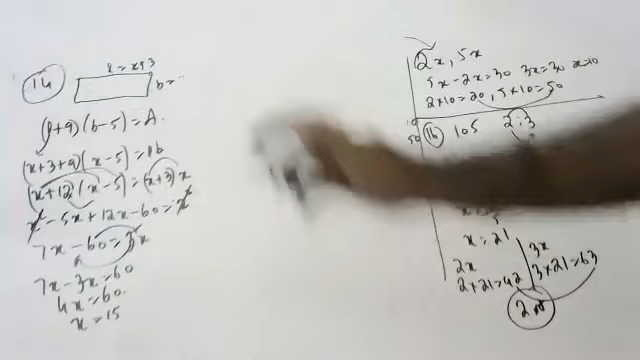 14
l = x+3
b =
(l+9)(b-5) = A
(x+3+9)(x-5) = lb
(x+12)(x-5) = (x+3)x
x² - 5x + 12x - 60 = x²
7x - 60 = 3x
7x - 3x = 60
4x = 60
x = 15
2x, 5x
5x - 2x = 30 3x = 30 x = 10
2×10 = 20, 5×10 = 50
16 105 2:3
5
x = 21
2x
2×21 = 42
3x
3×21 = 63